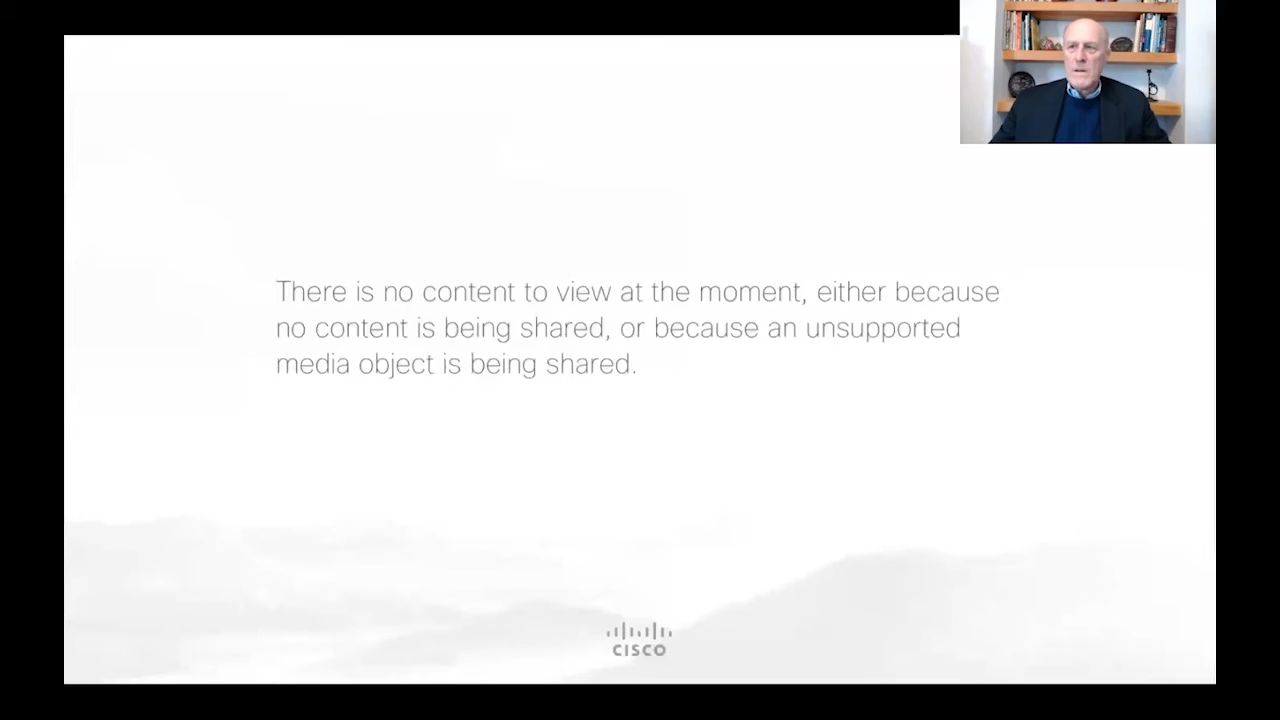 There is no content to view at the moment, either because
no content is being shared, or because an unsupported
media object is being shared.
CISCO